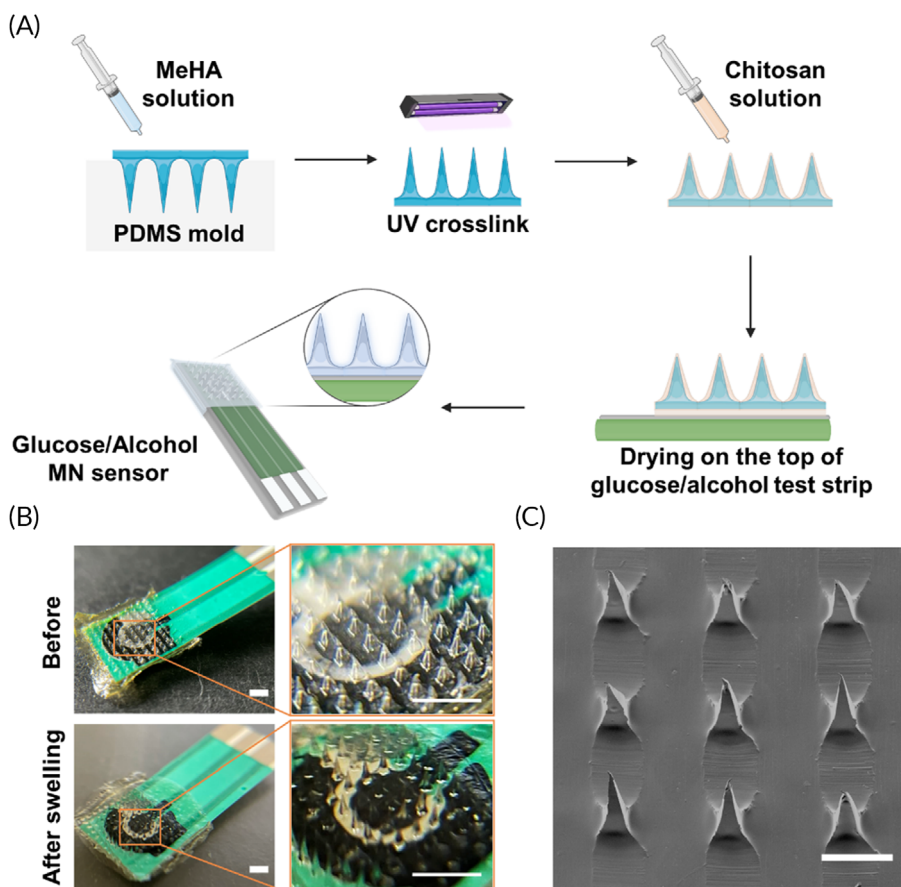 (A)
MeHA
solution
PDMS mold
UV crosslink
Chitosan
solution
Drying on the top of
glucose/alcohol test strip
Glucose/Alcohol
MN sensor
(B)
Before
After swelling
(C)